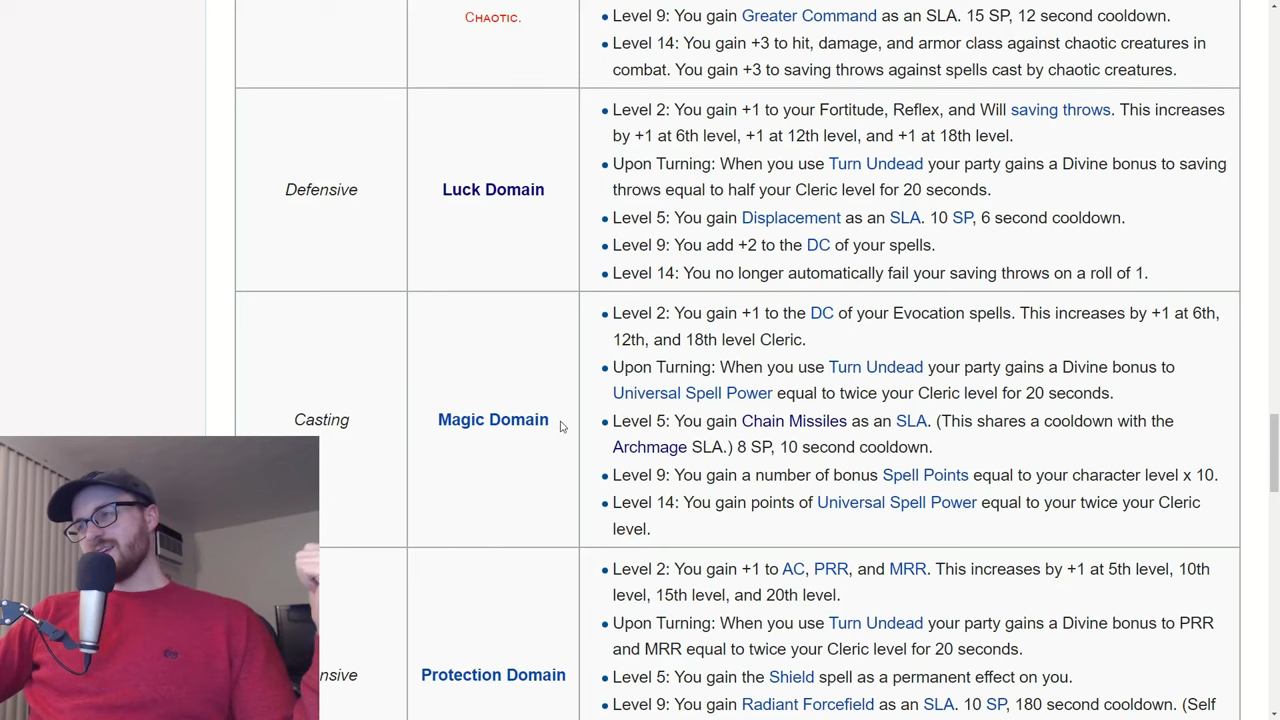 Chaotic.
Level 9: You gain Greater Command as an SLA. 15 SP, 12 second cooldown.
Level 14: You gain +3 to hit, damage, and armor class against chaotic creatures in
combat. You gain +3 to saving throws against spells cast by chaotic creatures.
Defensive
Luck Domain
Level 2: You gain +1 to your Fortitude, Reflex, and Will saving throws. This increases
by +1 at 6th level, +1 at 12th level, and +1 at 18th level.
Upon Turning: When you use Turn Undead your party gains a Divine bonus to saving
throws equal to half your Cleric level for 20 seconds.
Level 5: You gain Displacement as an SLA. 10 SP, 6 second cooldown.
Level 9: You add +2 to the DC of your spells.
Level 14: You no longer automatically fail your saving throws on a roll of 1.
Casting
Magic Domain
Level 2: You gain +1 to the DC of your Evocation spells. This increases by +1 at 6th,
12th, and 18th level Cleric.
Upon Turning: When you use Turn Undead your party gains a Divine bonus to
Universal Spell Power equal to twice your Cleric level for 20 seconds.
Level 5: You gain Chain Missiles as an SLA. (This shares a cooldown with the
Archmage SLA.) 8 SP, 10 second cooldown.
Level 9: You gain a number of bonus Spell Points equal to your character level x 10.
Level 14: You gain points of Universal Spell Power equal to your twice your Cleric
level.
nsive
Protection Domain
Level 2: You gain +1 to AC, PRR, and MRR. This increases by +1 at 5th level, 10th
level, 15th level, and 20th level.
Upon Turning: When you use Turn Undead your party gains a Divine bonus to PRR
and MRR equal to twice your Cleric level for 20 seconds.
Level 5: You gain the Shield spell as a permanent effect on you.
Level 9: You gain Radiant Forcefield as an SLA. 10 SP, 180 second cooldown. (Self